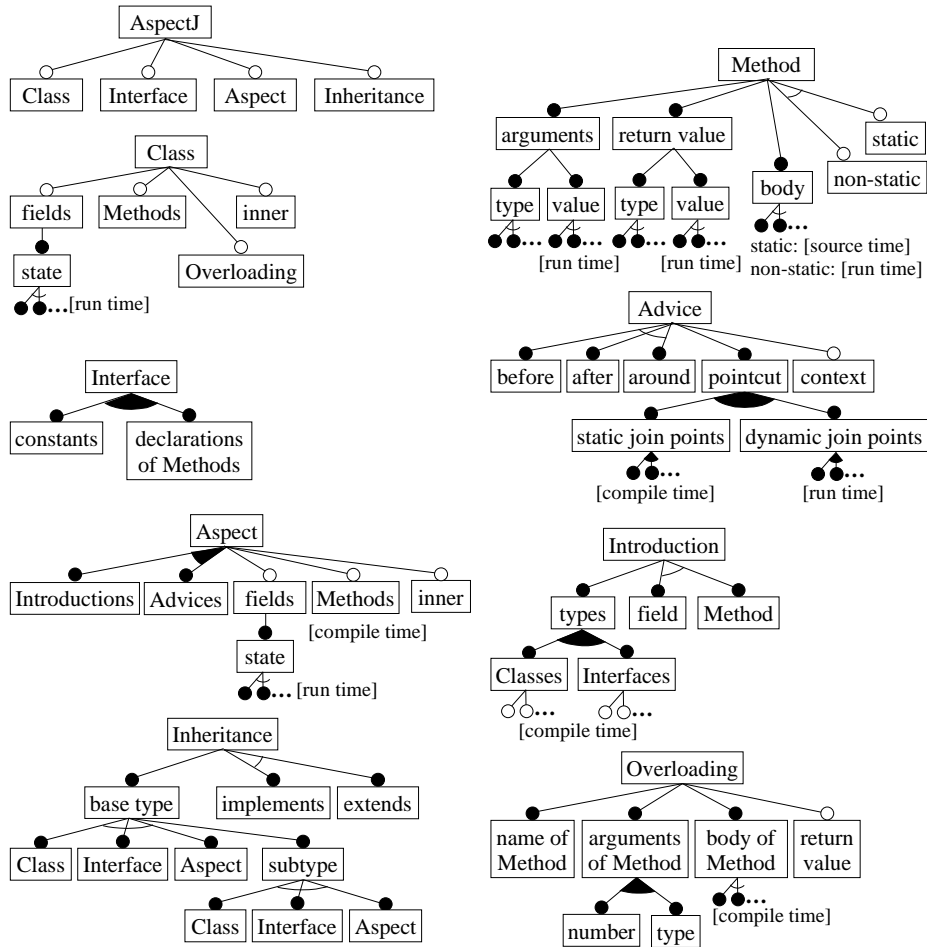 AspectJ
Class Interface Aspect Inheritance
Class
fields Methods inner
state Overloading
...[run time]
Interface
constants declarations
of Methods
Aspect
Introductions Advices fields Methods inner
[compile time]
state
... [run time]
Inheritance
base type implements extends
Class Interface Aspect subtype
Class Interface Aspect
Method
arguments return value static
non-static
body
type value type value
... ... ... ... ...
[run time] [run time]
static: [source time]
non-static: [run time]
Advice
before after around pointcut context
static join points dynamic join points
... ...
[compile time] [run time]
Introduction
types field Method
Classes Interfaces
... ...
[compile time]
Overloading
name of
Method
arguments
of Method
body of
Method
return
value
...
[compile time]
number type